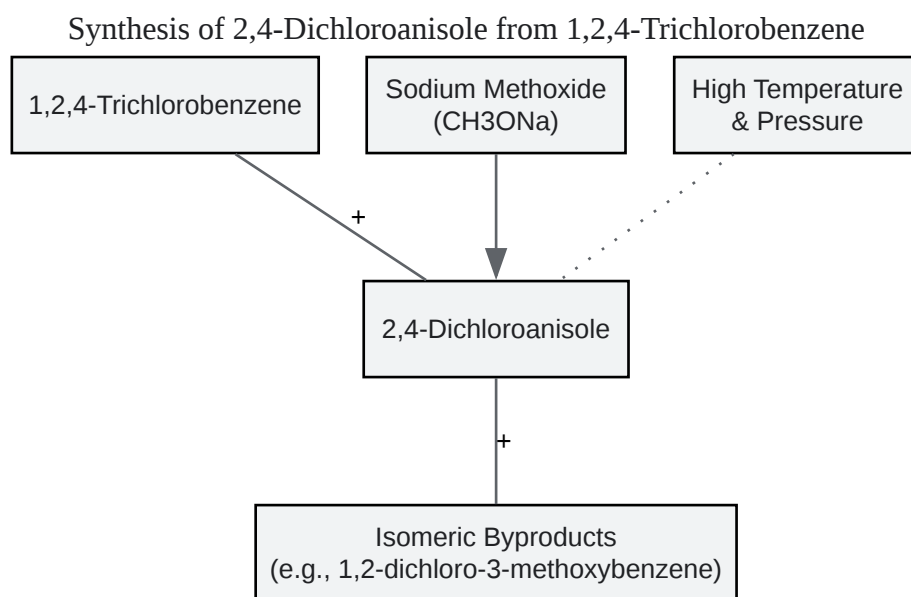 Synthesis of 2,4-Dichloroanisole from 1,2,4-Trichlorobenzene
1,2,4-Trichlorobenzene
Sodium Methoxide
(CH3ONa)
High Temperature
& Pressure
+
2,4-Dichloroanisole
+
Isomeric Byproducts
(e.g., 1,2-dichloro-3-methoxybenzene)